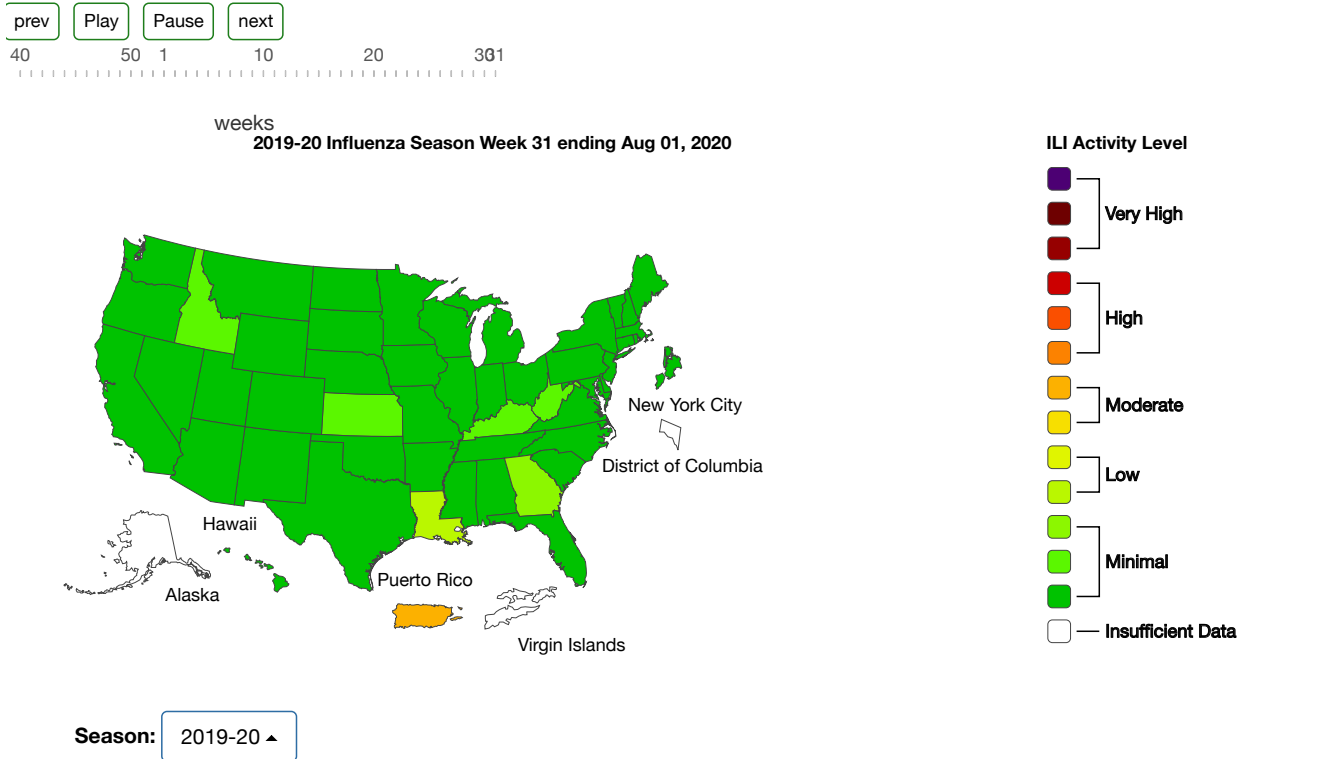 prev Play Pause next
40 50 1 10 20 30 31
weeks
2019-20 Influenza Season Week 31 ending Aug 01, 2020
ILI Activity Level
Very High
High
Moderate
Low
Minimal
Insufficient Data
New York City
District of Columbia
Hawaii
Alaska
Puerto Rico
Virgin Islands
Season: 2019-20